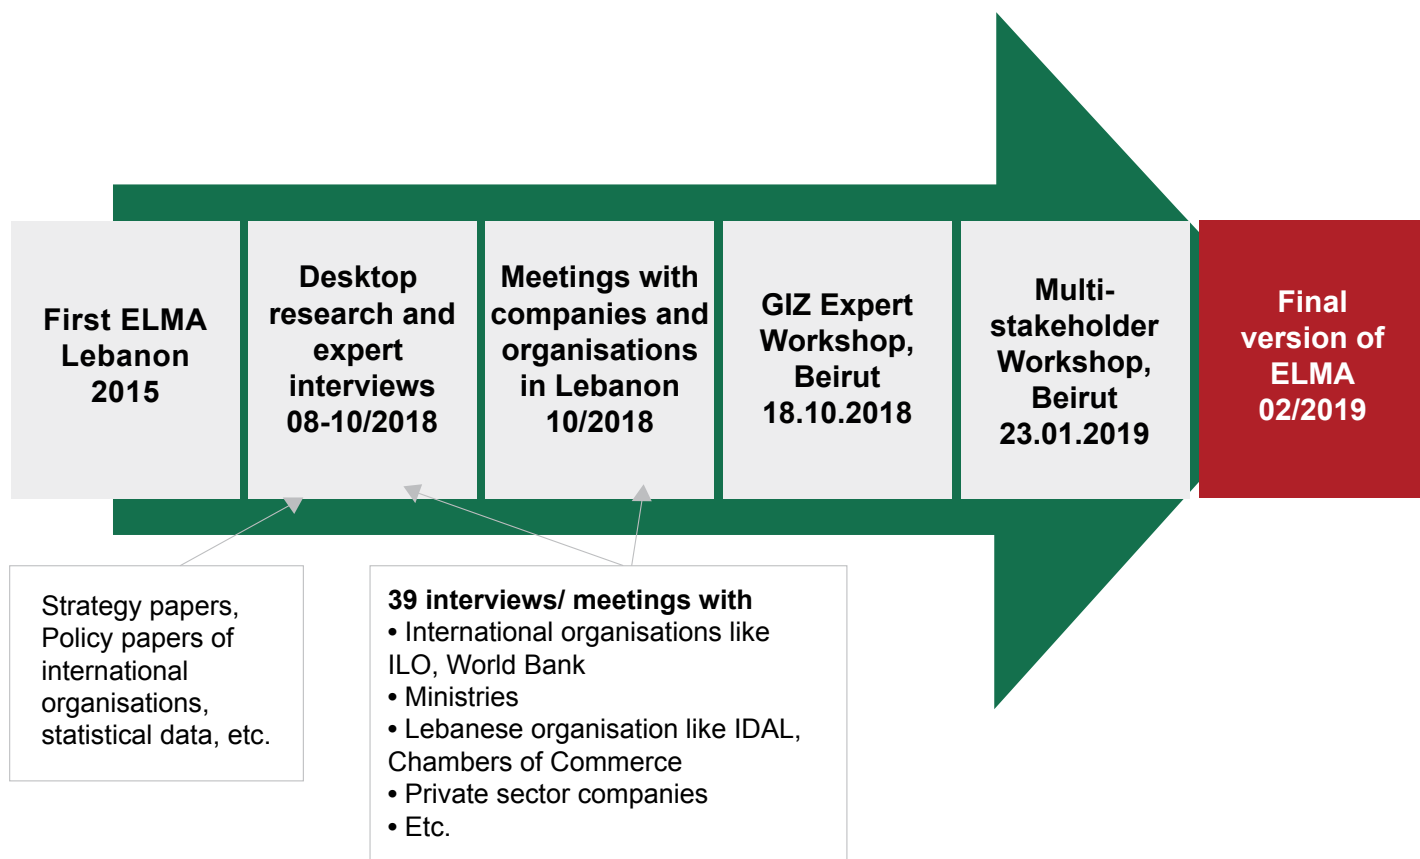 First ELMA
Lebanon
2015
Desktop
research and
expert
interviews
08-10/2018
Meetings with
companies and
organisations
in Lebanon
10/2018
GIZ Expert
Workshop,
Beirut
18.10.2018
Multi-
stakeholder
Workshop,
Beirut
23.01.2019
Final
version of
ELMA
02/2019
Strategy papers,
Policy papers of
international
organisations,
statistical data, etc.
39 interviews/ meetings with
• International organisations like
ILO, World Bank
• Ministries
• Lebanese organisation like IDAL,
Chambers of Commerce
• Private sector companies
• Etc.